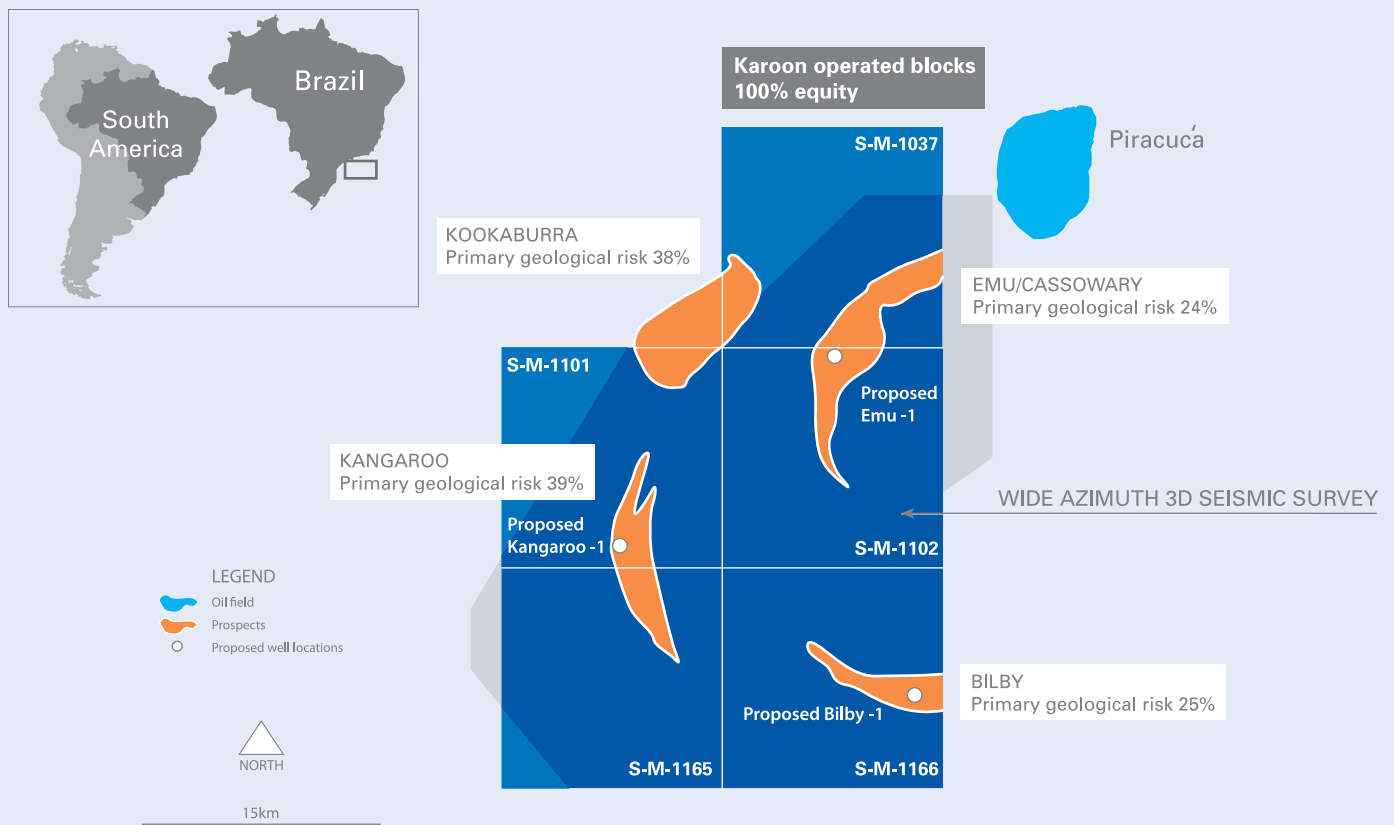 South
America
Brazil
Karoon operated blocks
100% equity
S-M-1037
Piracucá
KOOKABURRA
Primary geological risk 38%
EMU/CASSOWARY
Primary geological risk 24%
S-M-1101
Proposed
Emu -1
KANGAROO
Primary geological risk 39%
WIDE AZIMUTH 3D SEISMIC SURVEY
Proposed
Kangaroo -1
S-M-1102
LEGEND
Oil field
Prospects
Proposed well locations
BILBY
Primary geological risk 25%
Proposed Bilby -1
NORTH
S-M-1165
S-M-1166
15km